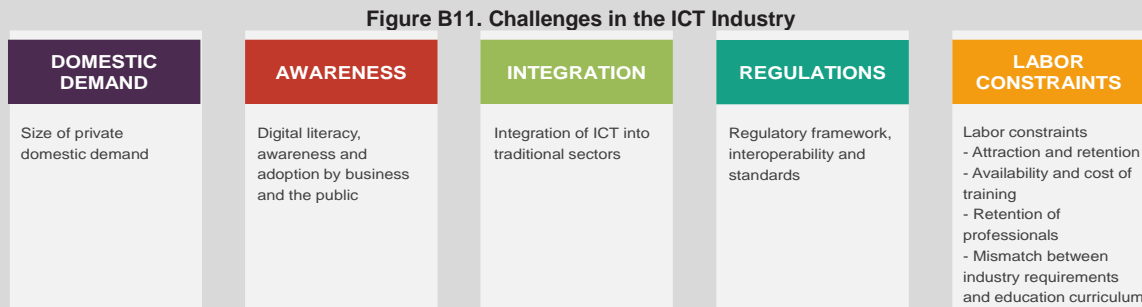 Figure B11. Challenges in the ICT Industry
DOMESTIC
DEMAND
Size of private
domestic demand
AWARENESS
Digital literacy,
awareness and
adoption by business
and the public
INTEGRATION
Integration of ICT into
traditional sectors
REGULATIONS
Regulatory framework,
interoperability and
standards
LABOR
CONSTRAINTS
Labor constraints
- Attraction and retention
- Availability and cost of
training
- Retention of
professionals
- Mismatch between
industry requirements
and education curriculum